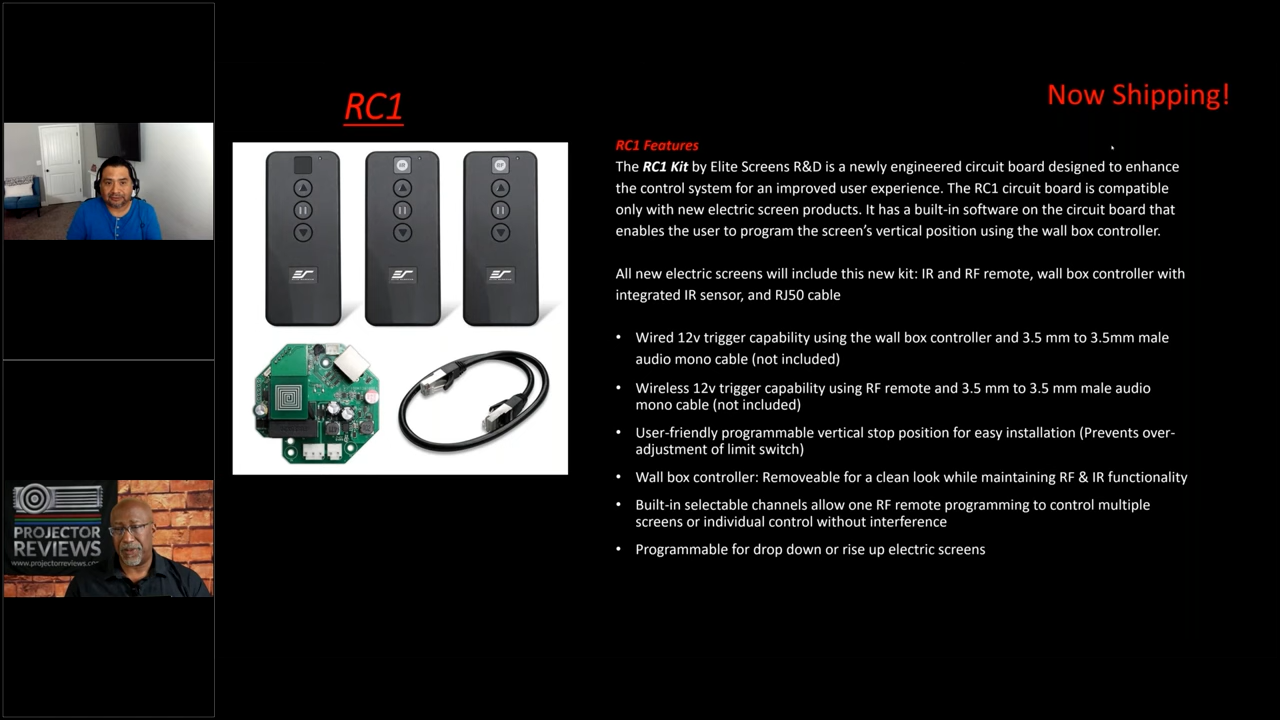 RC1
Now Shipping!
RC1 Features
The RC1 Kit by Elite Screens R&D is a newly engineered circuit board designed to enhance
the control system for an improved user experience. The RC1 circuit board is compatible
only with new electric screen products. It has a built-in software on the circuit board that
enables the user to program the screen’s vertical position using the wall box controller.
All new electric screens will include this new kit: IR and RF remote, wall box controller with
integrated IR sensor, and RJ50 cable
• Wired 12v trigger capability using the wall box controller and 3.5 mm to 3.5mm male
audio mono cable (not included)
• Wireless 12v trigger capability using RF remote and 3.5 mm to 3.5 mm male audio
mono cable (not included)
• User-friendly programmable vertical stop position for easy installation (Prevents over-
adjustment of limit switch)
• Wall box controller: Removeable for a clean look while maintaining RF & IR functionality
• Built-in selectable channels allow one RF remote programming to control multiple
screens or individual control without interference
• Programmable for drop down or rise up electric screens
IR
RF
ES
ES
ES
PROJECTOR
REVIEWS
www.projectorreviews.com